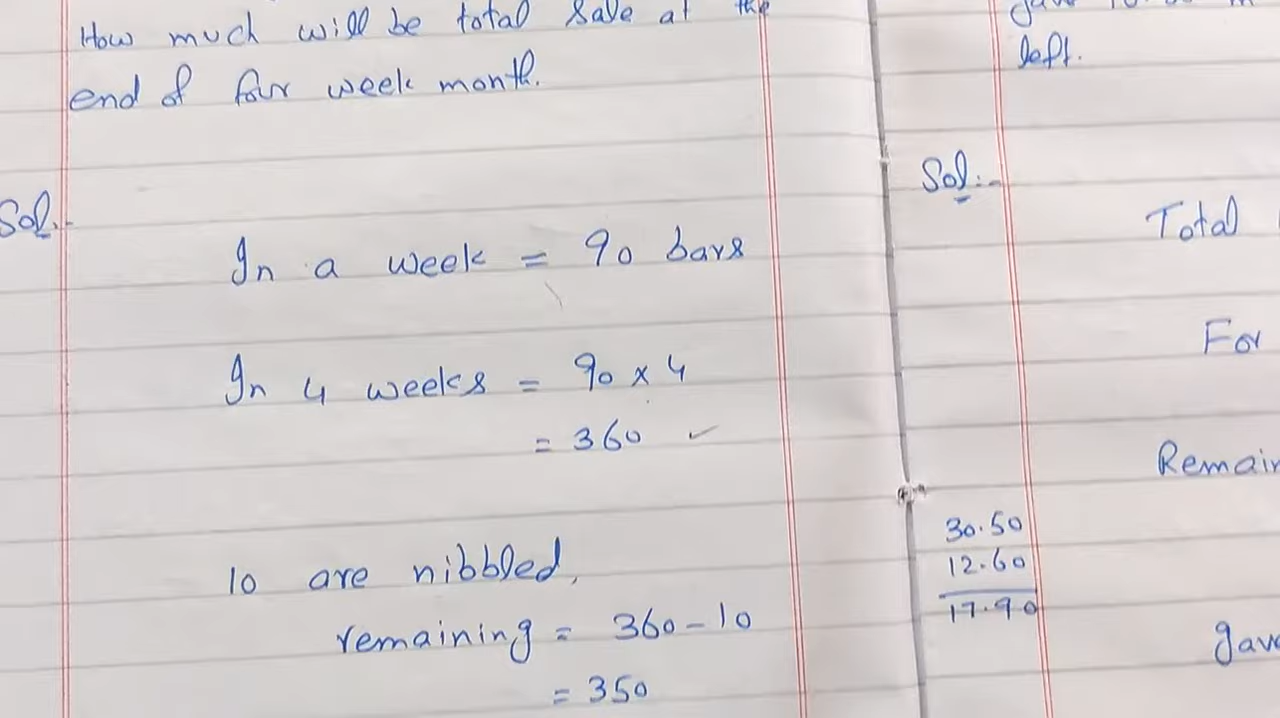 How much will be total sale at the
end of four week month.
Sol:-
In a week = 90 bars
In 4 weeks = 90 x 4
= 360 ✓
10 are nibbled,
remaining = 360-10
= 350
left.
Sol:-
Total
For
Remain
30.50
12.60
17.90
gave